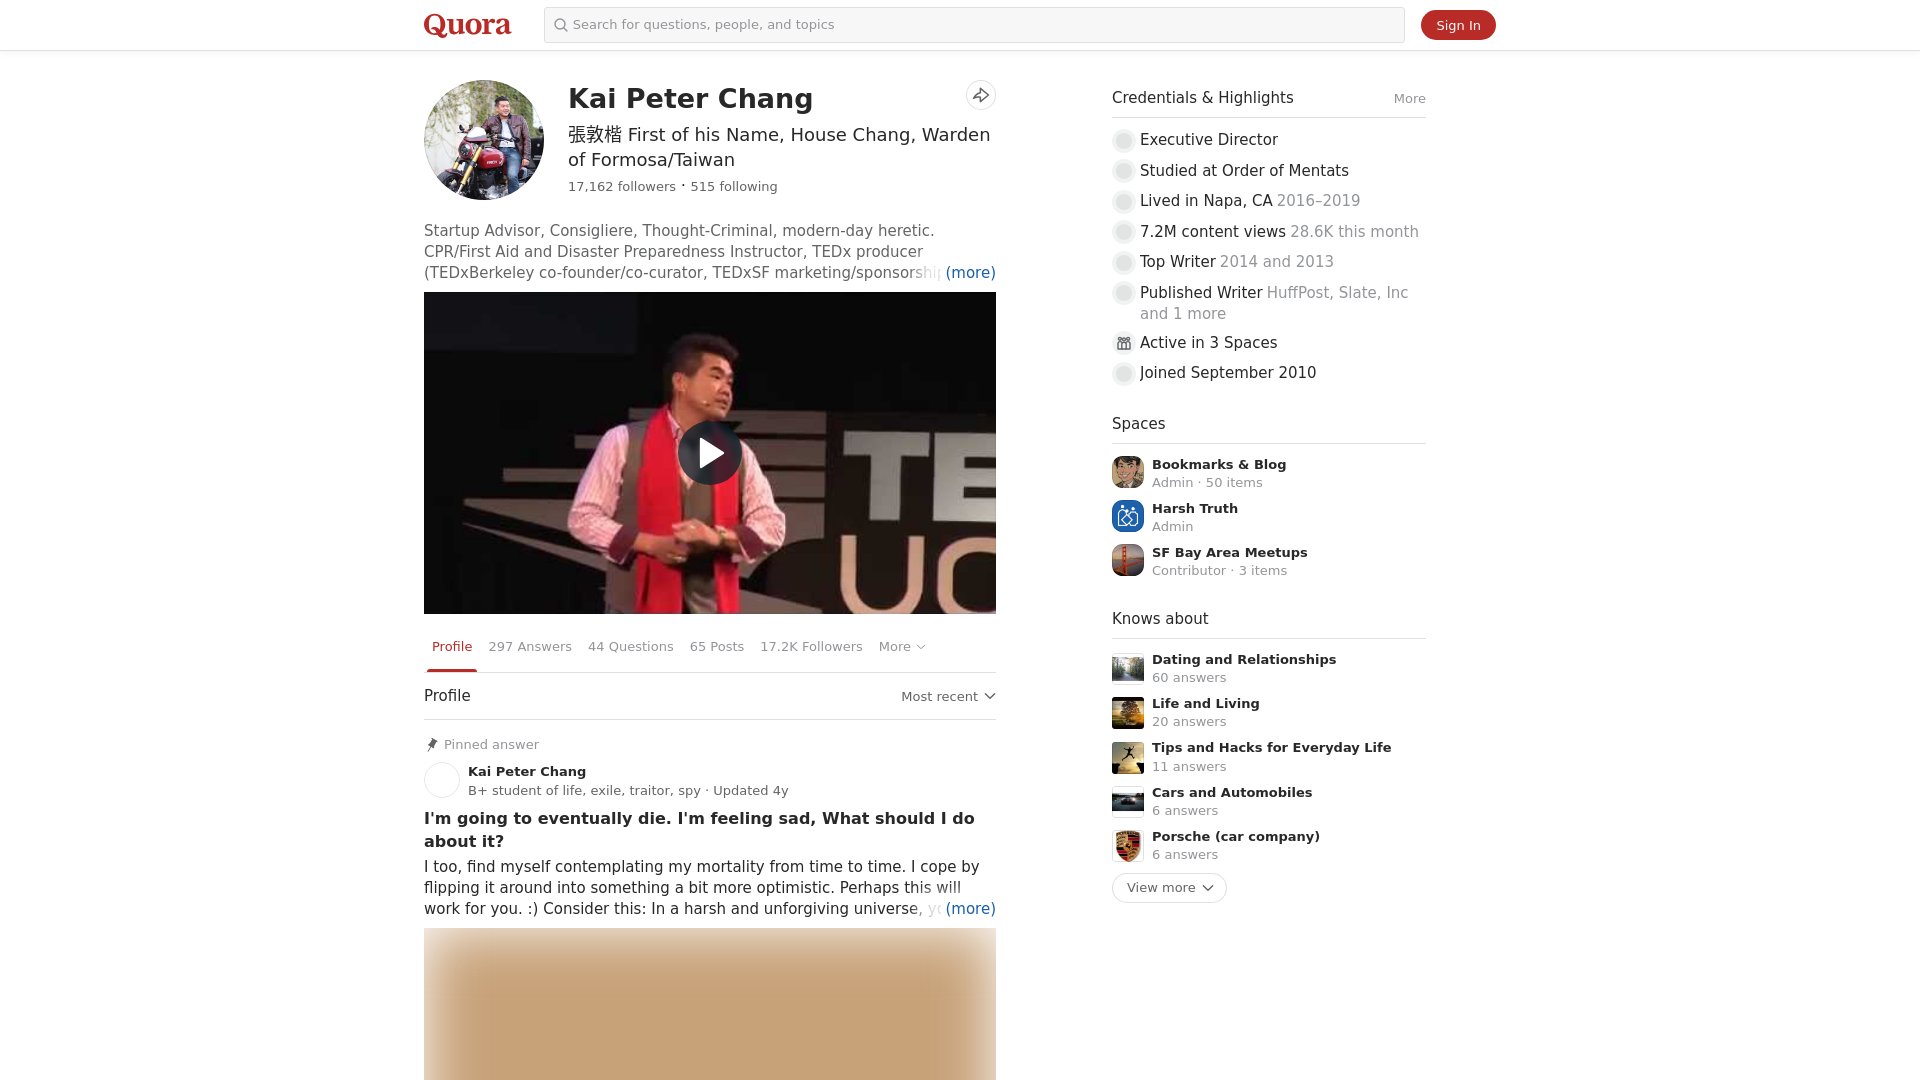 Quora
Search for questions, people, and topics
Sign In
Kai Peter Chang
張敦楷 First of his Name, House Chang, Warden
of Formosa/Taiwan
17,162 followers · 515 following
Startup Advisor, Consigliere, Thought-Criminal, modern-day heretic.
CPR/First Aid and Disaster Preparedness Instructor, TEDx producer
(TEDxBerkeley co-founder/co-curator, TEDxSF marketing/sponsorship (more)
TE
UC
Profile
297 Answers
44 Questions
65 Posts
17.2K Followers
More
Profile
Most recent
Pinned answer
Kai Peter Chang
B+ student of life, exile, traitor, spy · Updated 4y
I'm going to eventually die. I'm feeling sad, What should I do
about it?
I too, find myself contemplating my mortality from time to time. I cope by
flipping it around into something a bit more optimistic. Perhaps this will
work for you. :) Consider this: In a harsh and unforgiving universe, (more)
Credentials & Highlights
More
Executive Director
Studied at Order of Mentats
Lived in Napa, CA 2016–2019
7.2M content views 28.6K this month
Top Writer 2014 and 2013
Published Writer HuffPost, Slate, Inc
and 1 more
Active in 3 Spaces
Joined September 2010
Spaces
Bookmarks & Blog
Admin · 50 items
Harsh Truth
Admin
SF Bay Area Meetups
Contributor · 3 items
Knows about
Dating and Relationships
60 answers
Life and Living
20 answers
Tips and Hacks for Everyday Life
11 answers
Cars and Automobiles
6 answers
Porsche (car company)
6 answers
View more